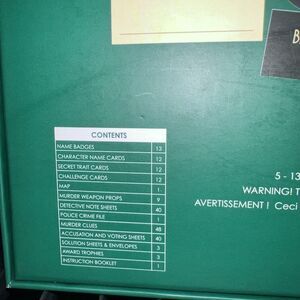 B
CONTENTS
NAME BADGES 13
CHARACTER NAME CARDS 12
SECRET TRAIT CARDS 12
CHALLENGE CARDS 12
MAP 1
MURDER WEAPON PROPS 9
DETECTIVE NOTE SHEETS 40
POLICE CRIME FILE 1
MURDER CLUES 48
ACCUSATION AND VOTING SHEETS 40
SOLUTION SHEETS & ENVELOPES 3
AWARD TROPHIES 3
INSTRUCTION BOOKLET 1
5 - 13
WARNING! T
AVERTISSEMENT ! Ceci